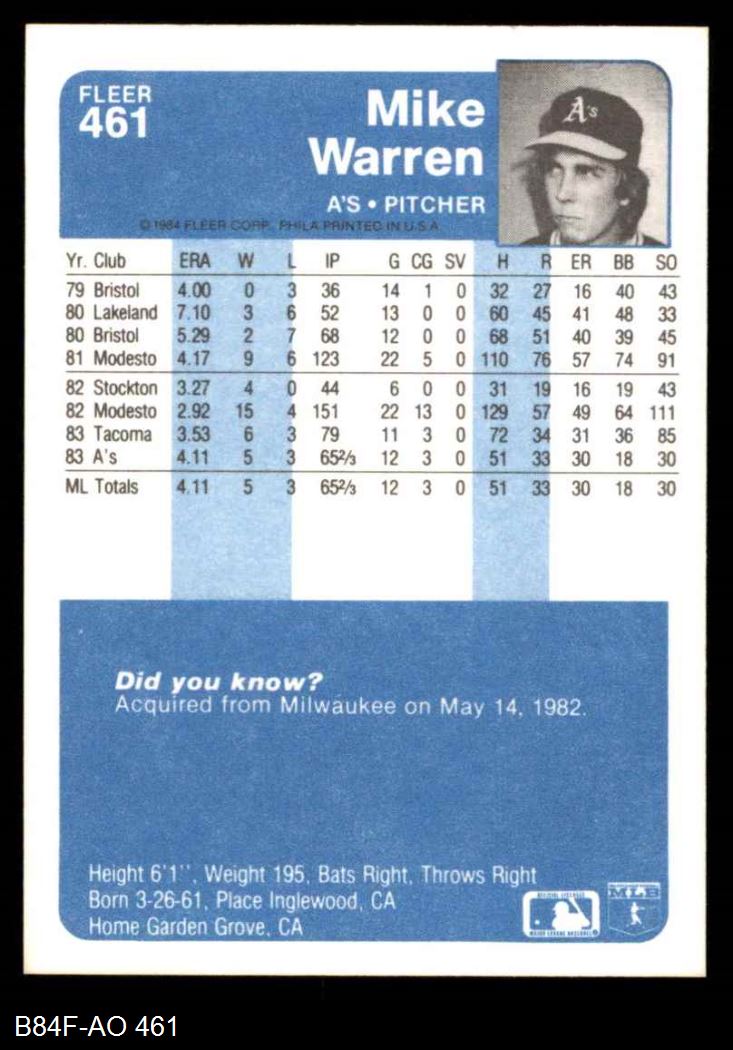 FLEER
461
Mike
Warren
A'S • PITCHER
A's
© 1984 FLEER CORP. PHILA PRINTED IN U.S.A.
Yr. Club ERA W L IP G CG SV H R ER BB SO
79 Bristol 4.00 0 3 36 14 1 0 32 27 16 40 43
80 Lakeland 7.10 3 6 52 13 0 0 60 45 41 48 33
80 Bristol 5.29 2 7 68 12 0 0 68 51 40 39 45
81 Modesto 4.17 9 6 123 22 5 0 110 76 57 74 91
82 Stockton 3.27 4 0 44 6 0 0 31 19 16 19 43
82 Modesto 2.92 15 4 151 22 13 0 129 57 49 64 111
83 Tacoma 3.53 6 3 79 11 3 0 72 34 31 36 85
83 A's 4.11 5 3 65⅔ 12 3 0 51 33 30 18 30
ML Totals 4.11 5 3 65⅔ 12 3 0 51 33 30 18 30
Did you know?
Acquired from Milwaukee on May 14, 1982.
Height 6'1'', Weight 195, Bats Right, Throws Right
Born 3-26-61, Place Inglewood, CA
Home Garden Grove, CA
B84F-AO 461